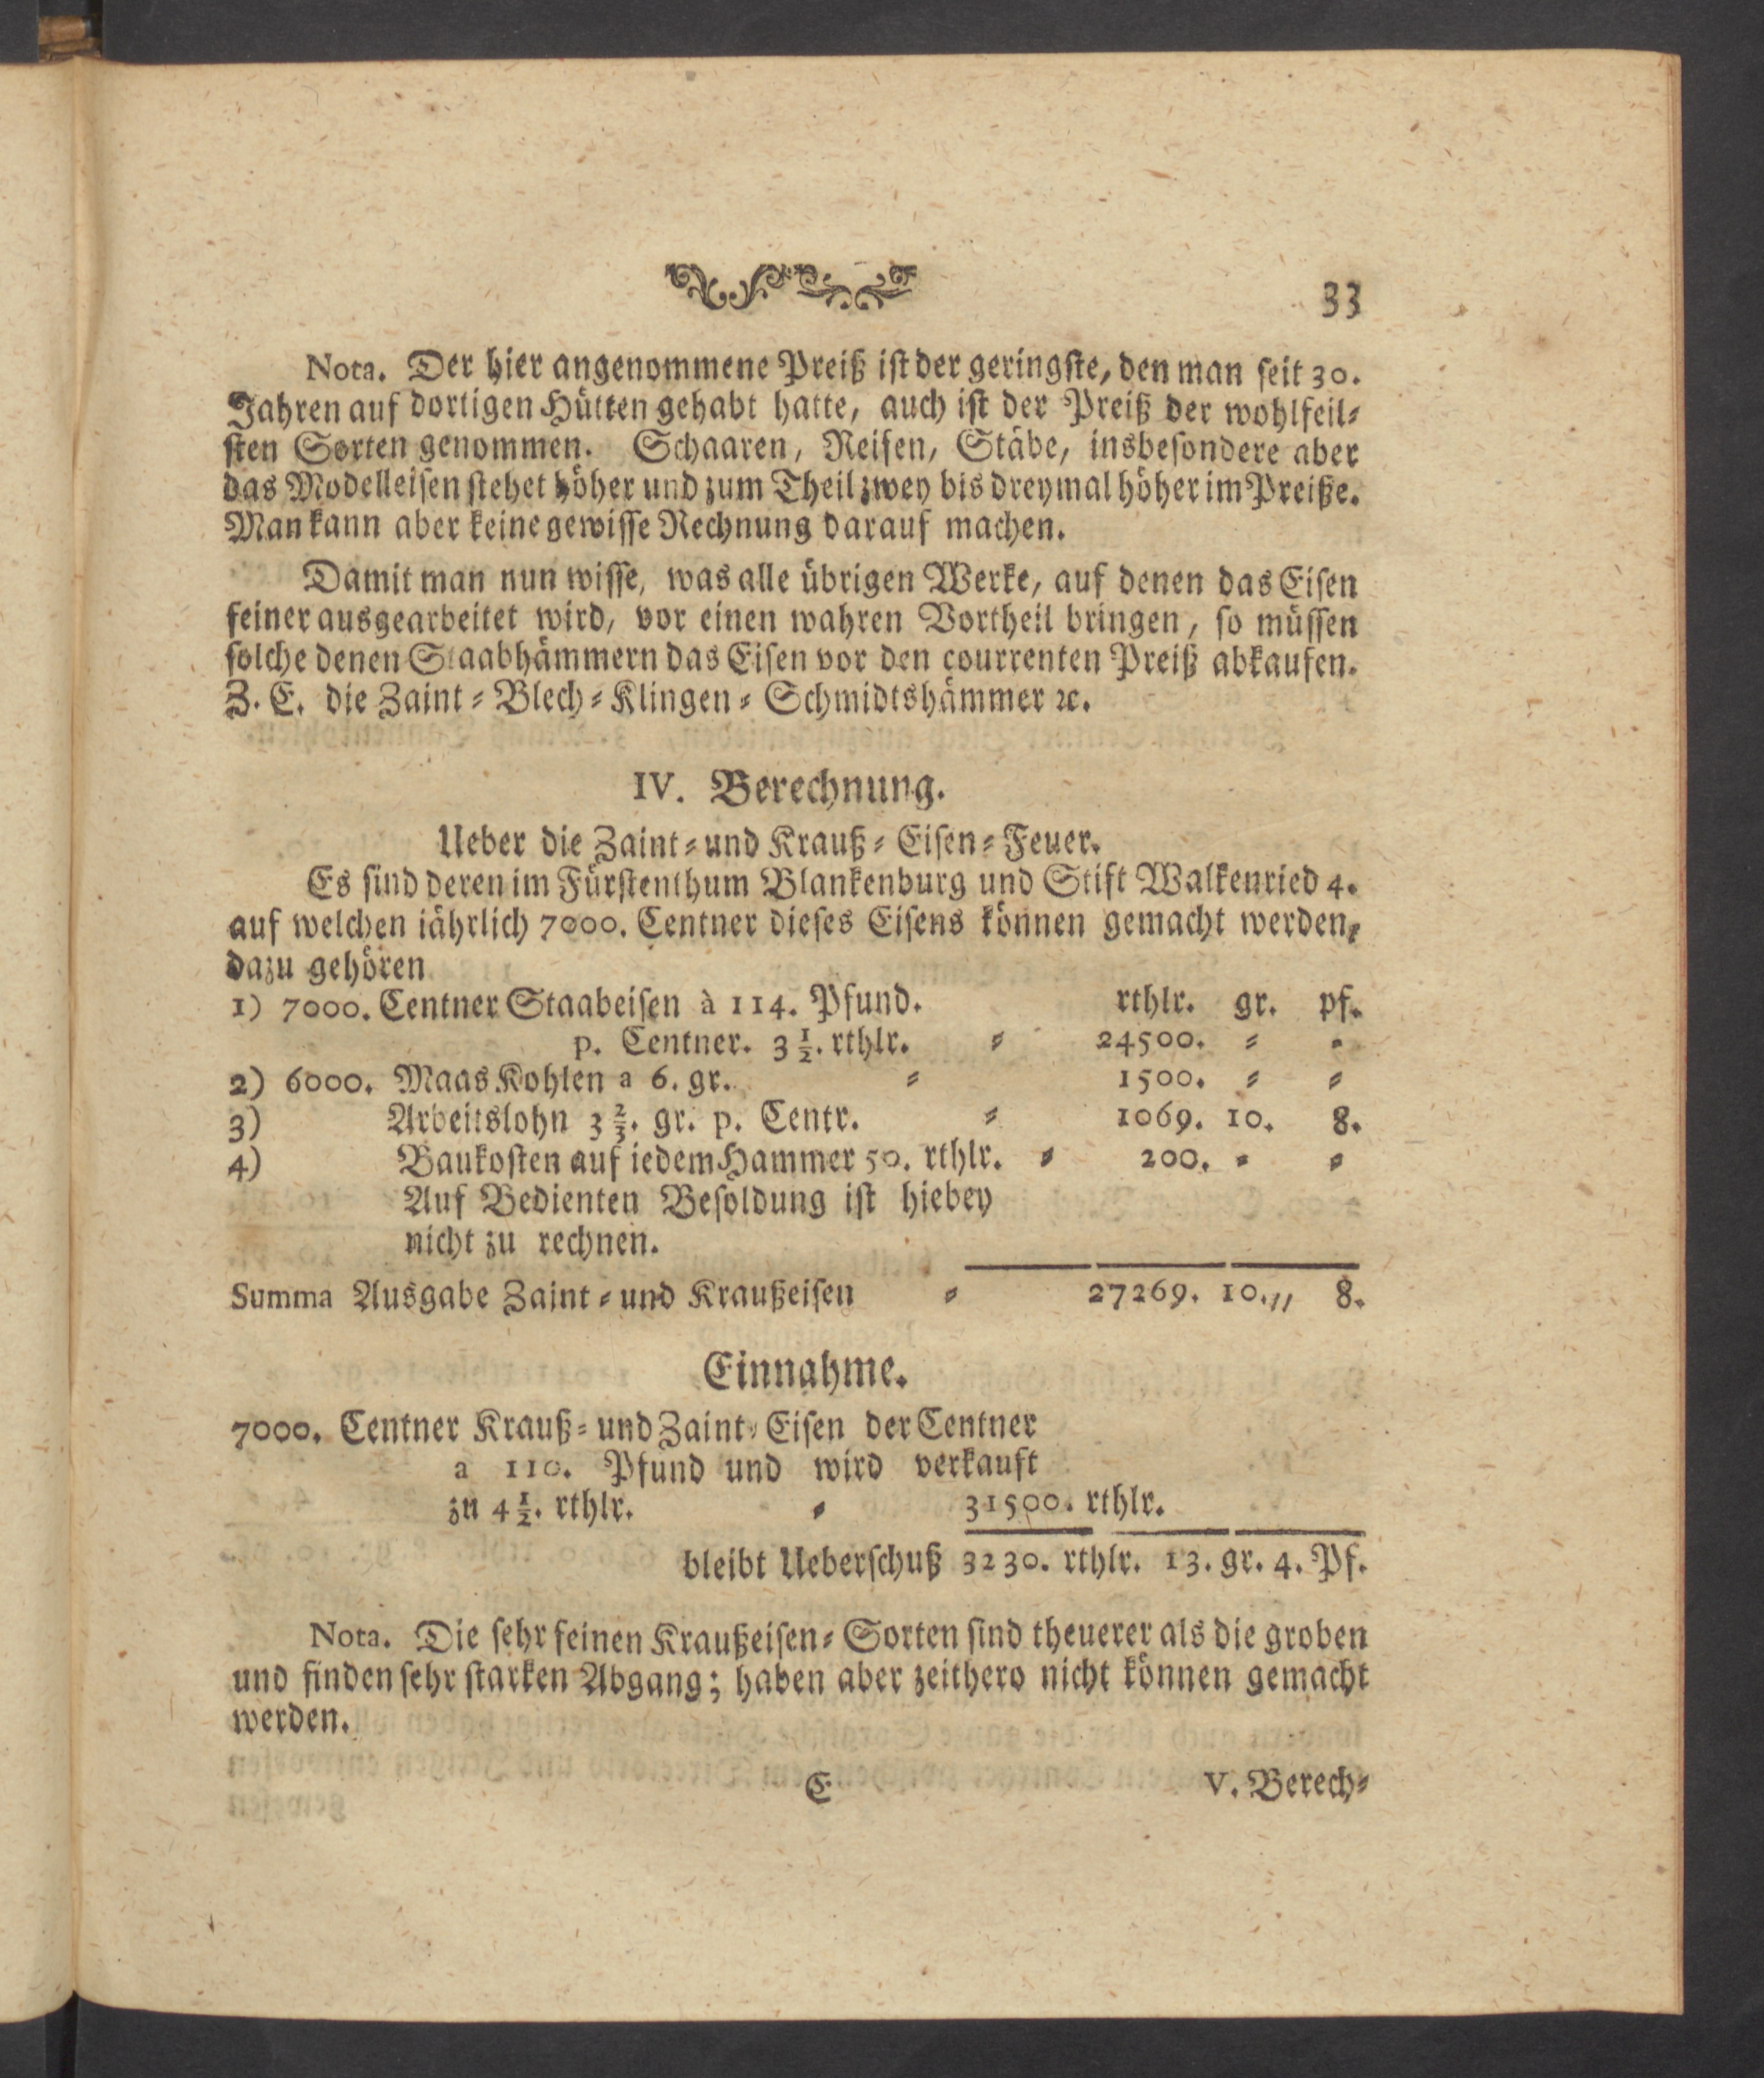 33
Nota. Der hier angenommene Preiß ist der geringste, den man seit 30.
Jahren auf dortigen Hütten gehabt hatte, auch ist der Preiß der wohlfeil-
sten Sorten genommen. Schaaren, Reifen, Stäbe, insbesondere aber
das Modelleisen stehet höher und zum Theil zwey bis dreymal höher im Preiße.
Man kann aber keine gewisse Rechnung darauf machen.
Damit man nun wisse, was alle übrigen Werke, auf denen das Eisen
feiner ausgearbeitet wird, vor einen wahren Vortheil bringen, so müssen
solche denen Staabhämmern das Eisen vor den courrenten Preiß abkaufen.
Z. E. die Zaint-Blech-Klingen-Schmidtshämmer ꝛc.
IV. Berechnung.
Ueber die Zaint-und Krauß-Eisen-Feuer.
Es sind deren im Fürstenthum Blankenburg und Stift Walkenried 4.
auf welchen iährlich 7000. Centner dieses Eisens können gemacht werden,
dazu gehören
1) 7000. Centner Staabeisen à 114. Pfund. rthlr. gr. pf.
p. Centner. 3 1/2. rthlr. - 24500. - -
2) 6000. Maas Kohlen a 6. gr. - 1500. - -
3) Arbeitslohn 3 2/3. gr. p. Centr. - 1069. 10. 8.
4) Baukosten auf iedem Hammer 50. rthlr. - 200. - -
Auf Bedienten Besoldung ist hiebey
nicht zu rechnen.
Summa Ausgabe Zaint-und Kraußeisen - 27269. 10.,, 8.
Einnahme.
7000. Centner Krauß-und Zaint-Eisen der Centner
a 110. Pfund und wird verkauft
zu 4 1/2. rthlr. - 31500. rthlr.
bleibt Ueberschuß 3230. rthlr. 13. gr. 4. Pf.
Nota. Die sehr feinen Kraußeisen-Sorten sind theuerer als die groben
und finden sehr starken Abgang; haben aber zeithero nicht können gemacht
werden.
E V. Berech-